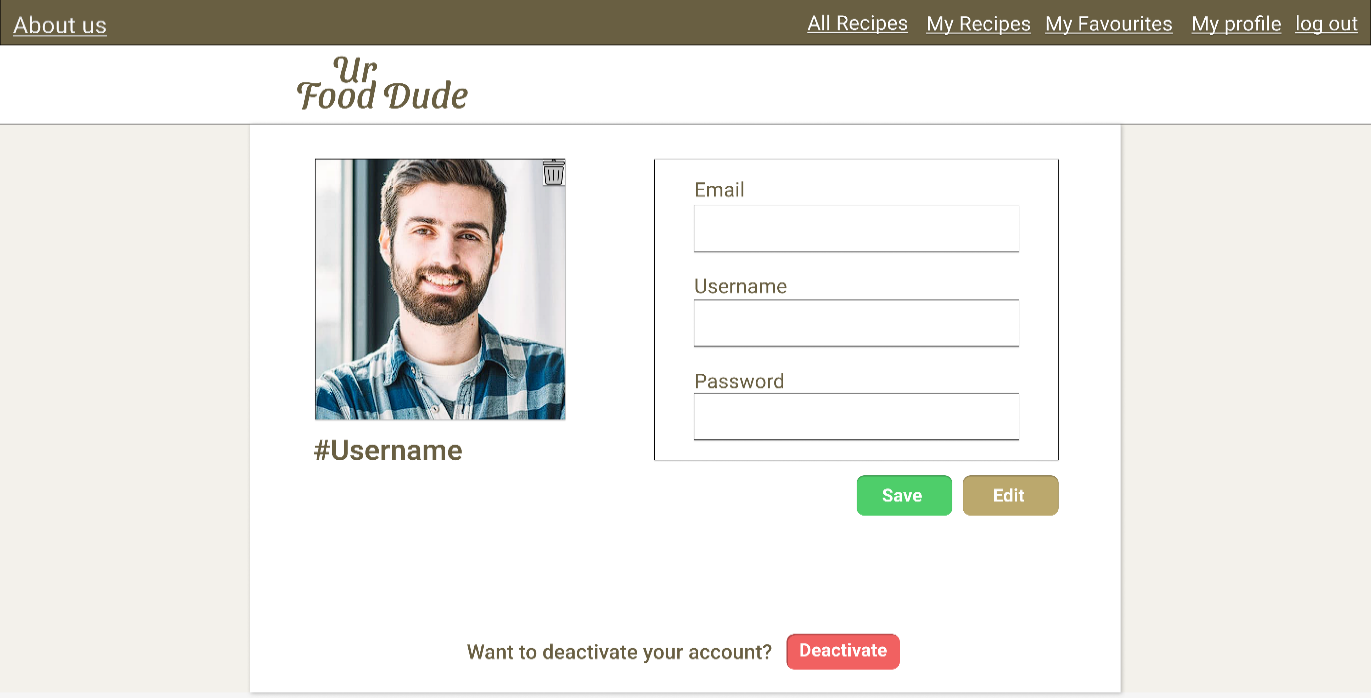 About us
All Recipes My Recipes My Favourites My profile log out
Ur
Food Dude
Email
Username
Password
#Username
Save Edit
Want to deactivate your account? Deactivate